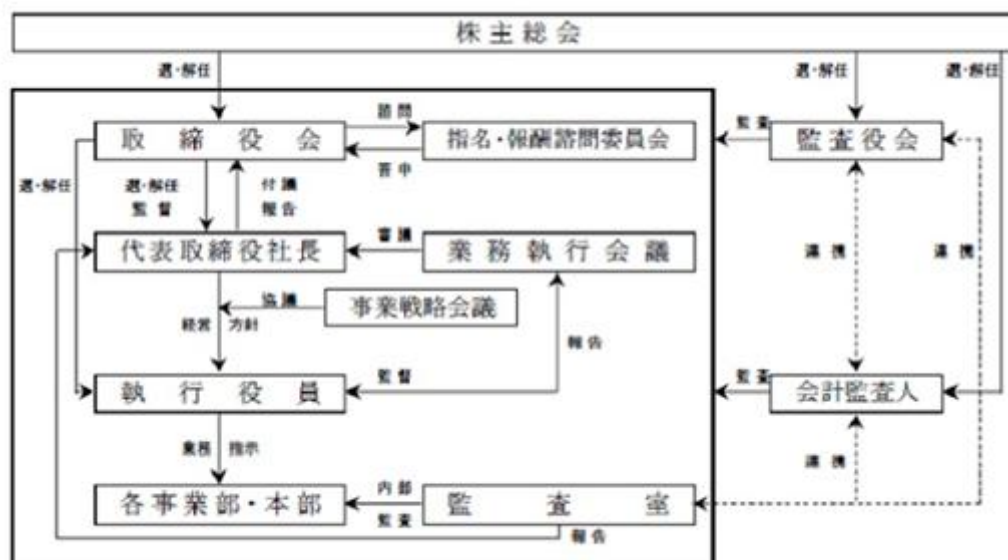 株主総会
選・解任
選・解任
選・解任
取締役会
諮問
指名・報酬諮問委員会
答申
監査
監査役会
選・解任
選・解任
監督
付議
報告
代表取締役社長
審議
業務執行会議
連携
連携
協議
事業戦略会議
経営 方針
報告
執行役員
監督
監査
会計監査人
業務 指示
連携
各事業部・本部
内部
監査
監査室
報告